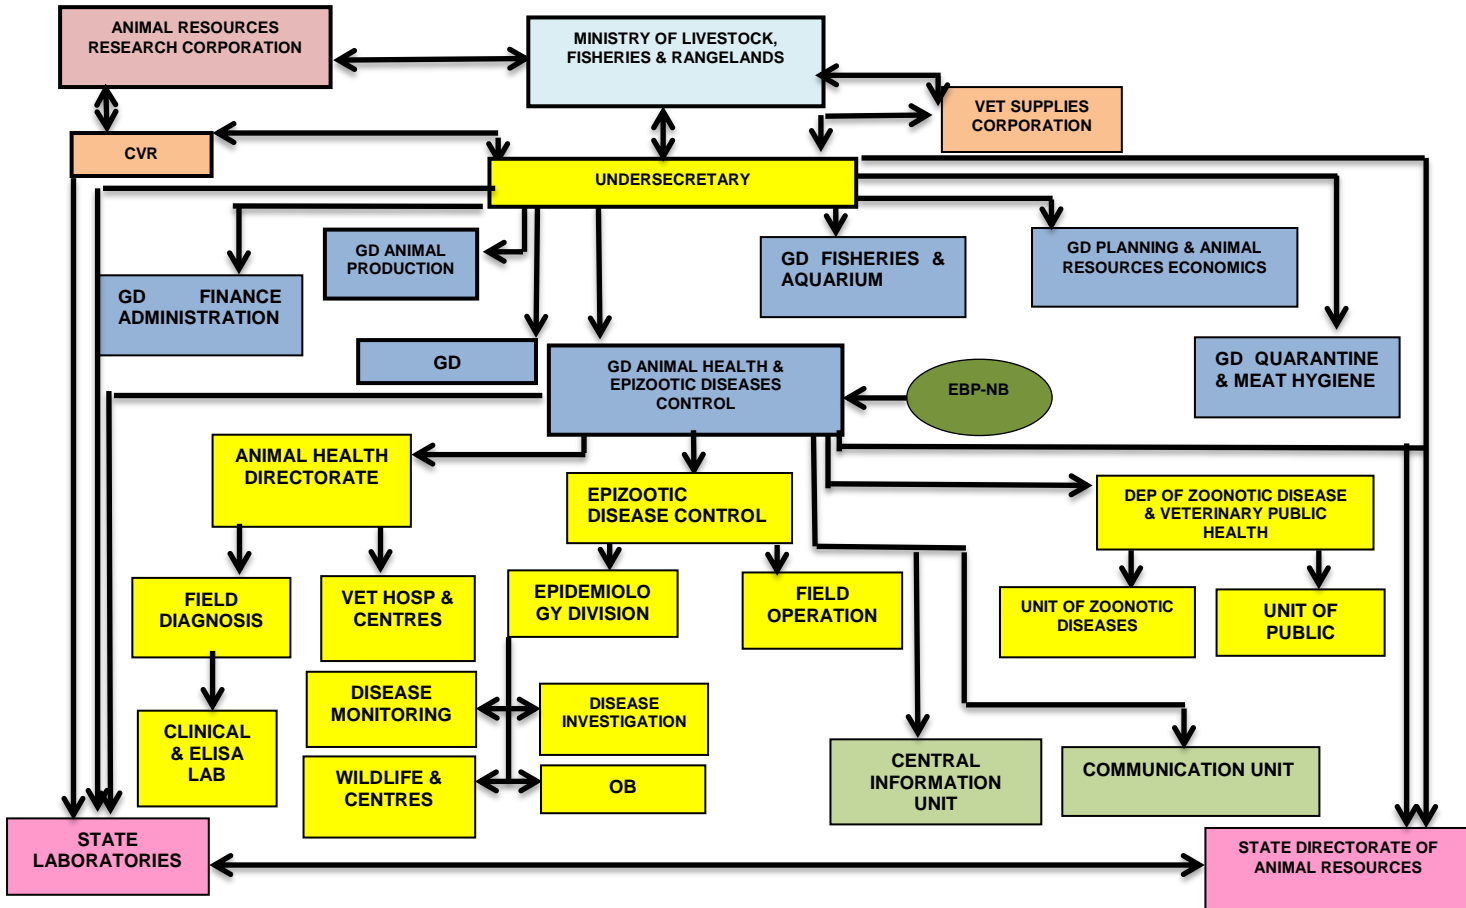 ANIMAL RESOURCES
RESEARCH CORPORATION
MINISTRY OF LIVESTOCK,
FISHERIES & RANGELANDS
VET SUPPLIES
CORPORATION
CVR
UNDERSECRETARY
GD ANIMAL
PRODUCTION
GD FISHERIES &
AQUARIUM
GD PLANNING & ANIMAL
RESOURCES ECONOMICS
GD FINANCE
ADMINISTRATION
GD
GD ANIMAL HEALTH &
EPIZOOTIC DISEASES
CONTROL
EBP-NB
GD QUARANTINE
& MEAT HYGIENE
ANIMAL HEALTH
DIRECTORATE
EPIZOOTIC
DISEASE CONTROL
DEP OF ZOONOTIC DISEASE
& VETERINARY PUBLIC
HEALTH
FIELD
DIAGNOSIS
VET HOSP &
CENTRES
EPIDEMIOLO
GY DIVISION
FIELD
OPERATION
UNIT OF ZOONOTIC
DISEASES
UNIT OF
PUBLIC
DISEASE
MONITORING
DISEASE
INVESTIGATION
CLINICAL
& ELISA
LAB
WILDLIFE &
CENTRES
OB
CENTRAL
INFORMATION
UNIT
COMMUNICATION UNIT
STATE
LABORATORIES
STATE DIRECTORATE OF
ANIMAL RESOURCES